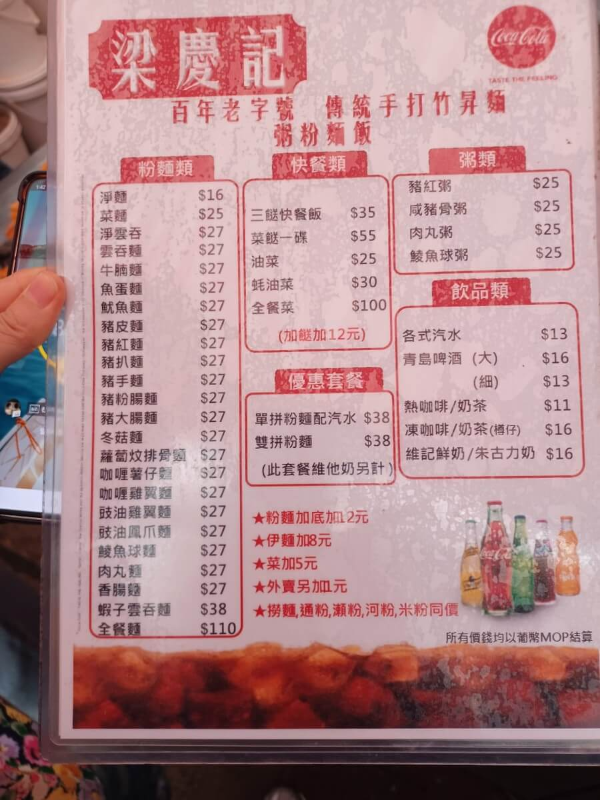 梁慶記
Coca-Cola
TASTE THE FEELING
百年老字號 傳統手打竹昇麵
粥粉麵飯
粉麵類
淨麵 $16
菜麵 $25
淨雲吞 $27
雲吞麵 $27
牛腩麵 $27
魚蛋麵 $27
魷魚麵 $27
豬皮麵 $27
豬紅麵 $27
豬扒麵 $27
豬手麵 $27
豬粉腸麵 $27
豬大腸麵 $27
冬菇麵 $27
蘿蔔炆排骨麵 $27
咖喱薯仔麵 $27
咖喱雞翼麵 $27
豉油雞翼麵 $27
豉油鳳爪麵 $27
鯪魚球麵 $27
肉丸麵 $27
香腸麵 $27
蝦子雲吞麵 $38
全餐麵 $110
快餐類
三餸快餐飯 $35
菜餸一碟 $55
油菜 $25
蚝油菜 $30
全餐菜 $100
(加餸加12元)
優惠套餐
單拼粉麵配汽水 $38
雙拼粉麵 $38
(此套餐維他奶另計)
粥類
豬紅粥 $25
咸豬骨粥 $25
肉丸粥 $25
鯪魚球粥 $25
飲品類
各式汽水 $13
青島啤酒 (大) $16
(細) $13
熱咖啡/奶茶 $11
凍咖啡/奶茶(樽仔) $16
維記鮮奶/朱古力奶 $16
★粉麵加底加12元
★伊麵加8元
★菜加5元
★外賣另加1元
★撈麵,通粉,瀨粉,河粉,米粉同價
所有價錢均以葡幣MOP結算